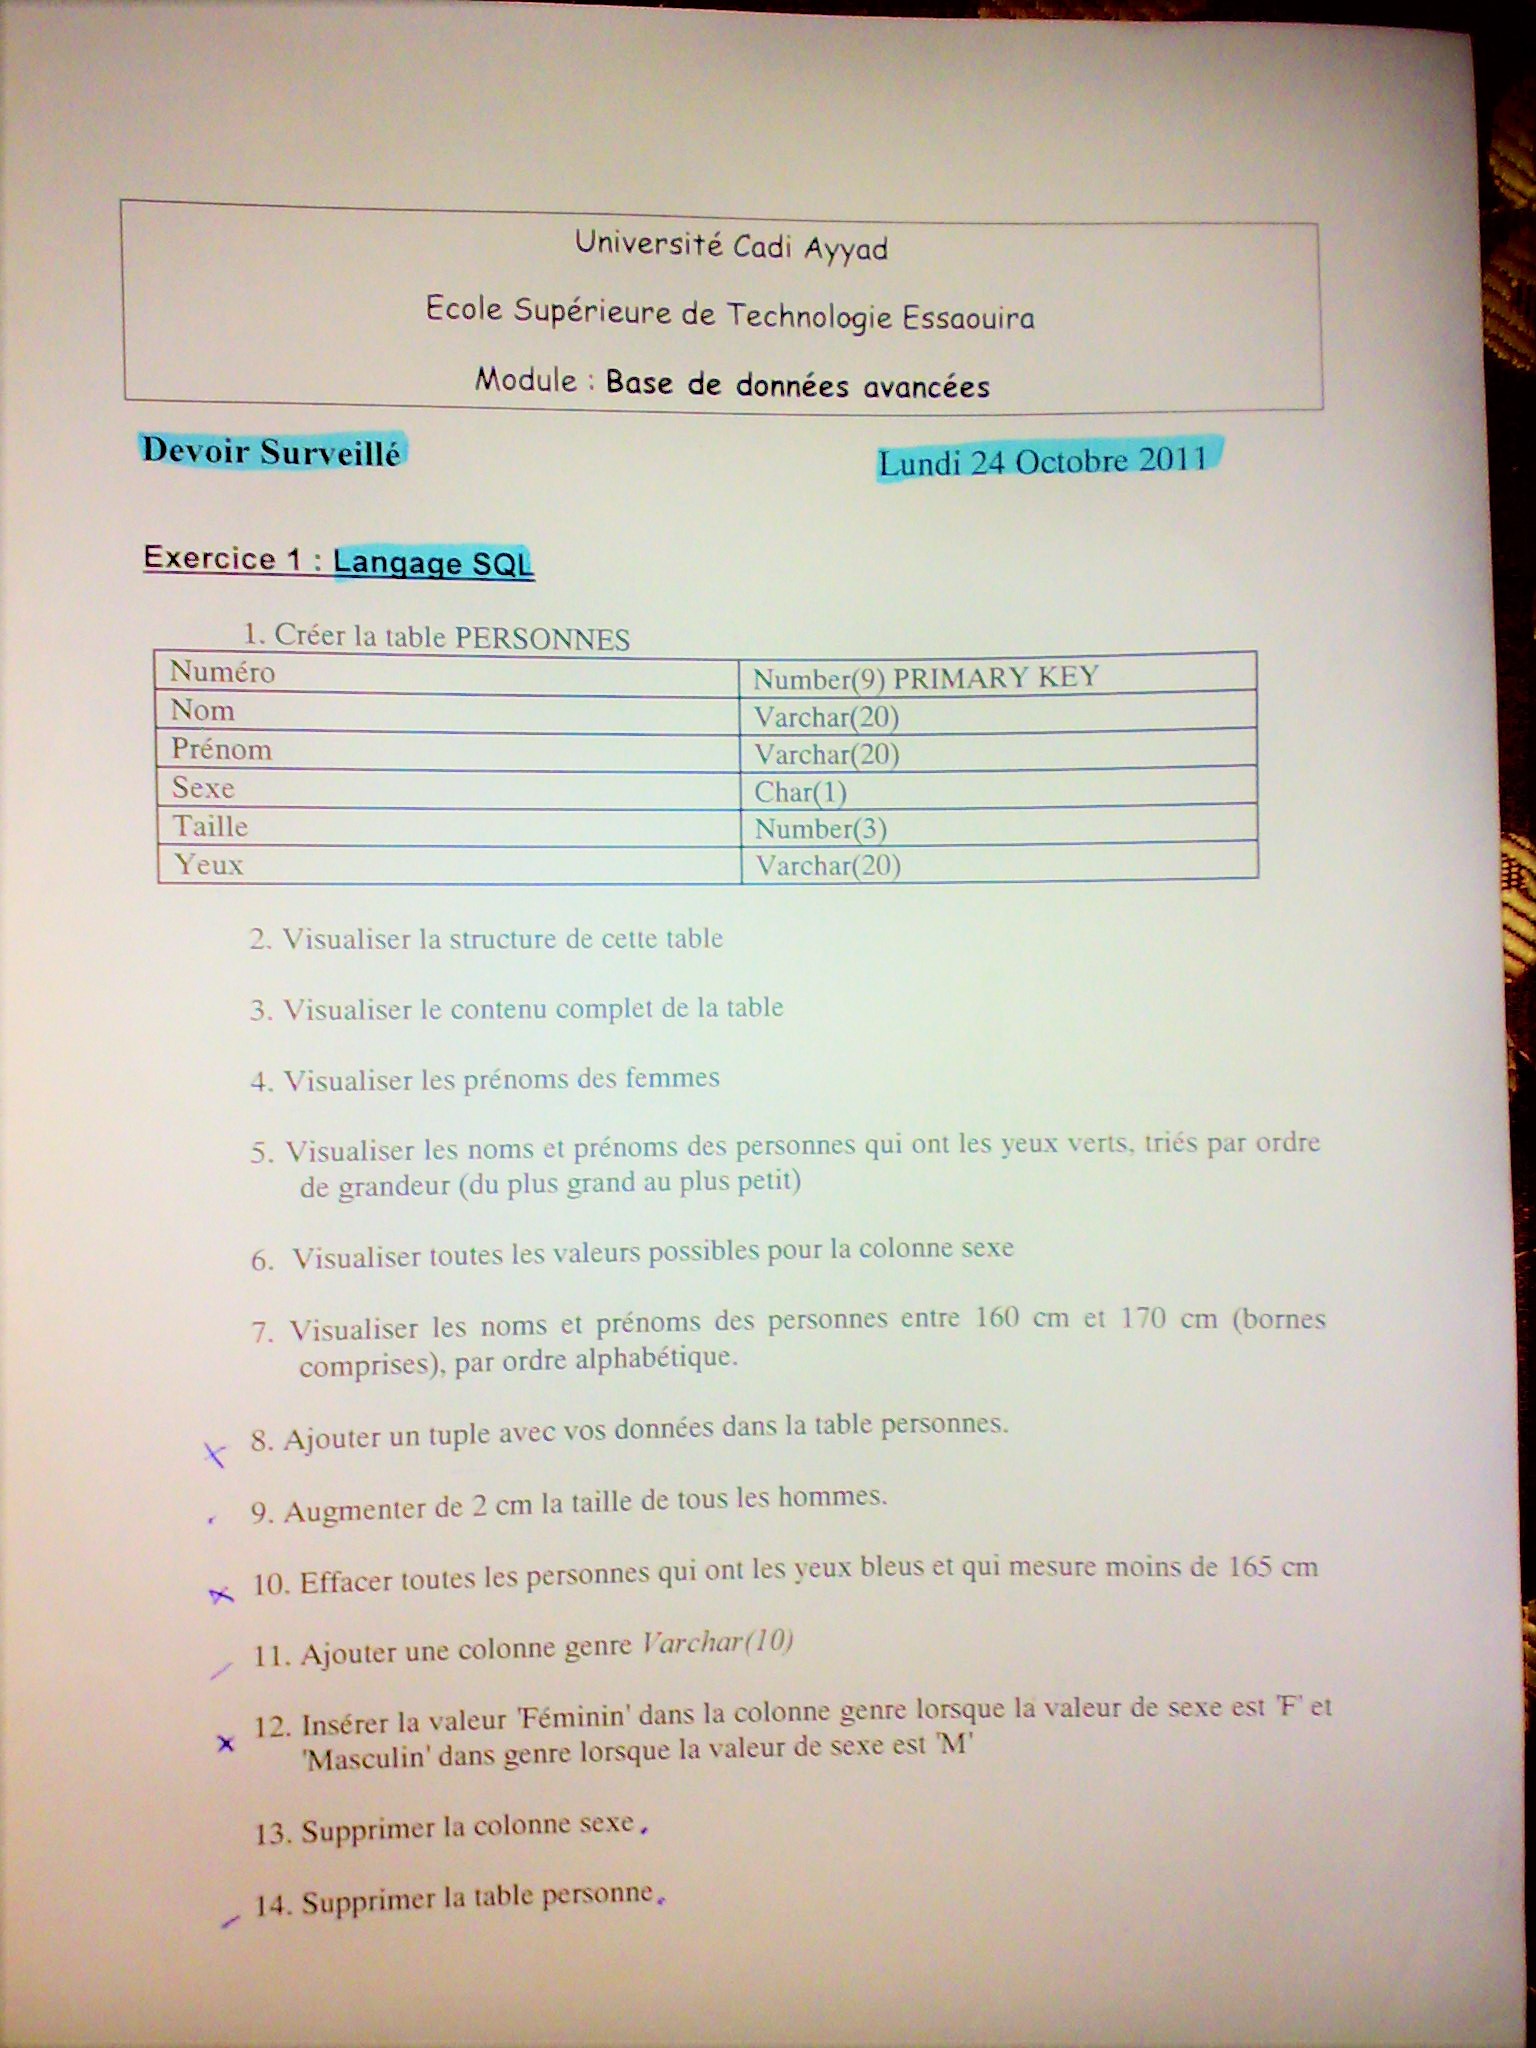 Université Cadi Ayyad
Ecole Supérieure de Technologie Essaouira
Module : Base de données avancées
Devoir Surveillé
Lundi 24 Octobre 2011
Exercice 1 : Langage SQL
1. Créer la table PERSONNES
Numéro Number(9) PRIMARY KEY
Nom Varchar(20)
Prénom Varchar(20)
Sexe Char(1)
Taille Number(3)
Yeux Varchar(20)
2. Visualiser la structure de cette table
3. Visualiser le contenu complet de la table
4. Visualiser les prénoms des femmes
5. Visualiser les noms et prénoms des personnes qui ont les yeux verts, triés par ordre
de grandeur (du plus grand au plus petit)
6. Visualiser toutes les valeurs possibles pour la colonne sexe
7. Visualiser les noms et prénoms des personnes entre 160 cm et 170 cm (bornes
comprises), par ordre alphabétique.
8. Ajouter un tuple avec vos données dans la table personnes.
9. Augmenter de 2 cm la taille de tous les hommes.
10. Effacer toutes les personnes qui ont les yeux bleus et qui mesure moins de 165 cm
11. Ajouter une colonne genre Varchar(10)
12. Insérer la valeur 'Féminin' dans la colonne genre lorsque la valeur de sexe est 'F' et
'Masculin' dans genre lorsque la valeur de sexe est 'M'
13. Supprimer la colonne sexe.
14. Supprimer la table personne.